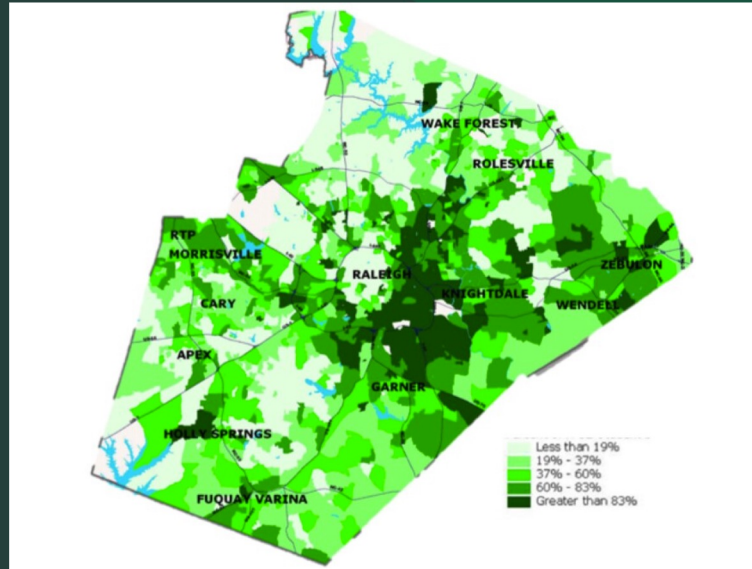 WAKE FOREST
ROLESVILLE
RTP
MORRISVILLE
RALEIGH
ZEBULON
KNIGHTDALE
CARY
WENDELL
APEX
GARNER
HOLLY SPRINGS
FUQUAY VARINA
Less than 19%
19% - 37%
37% - 60%
60% - 83%
Greater than 83%